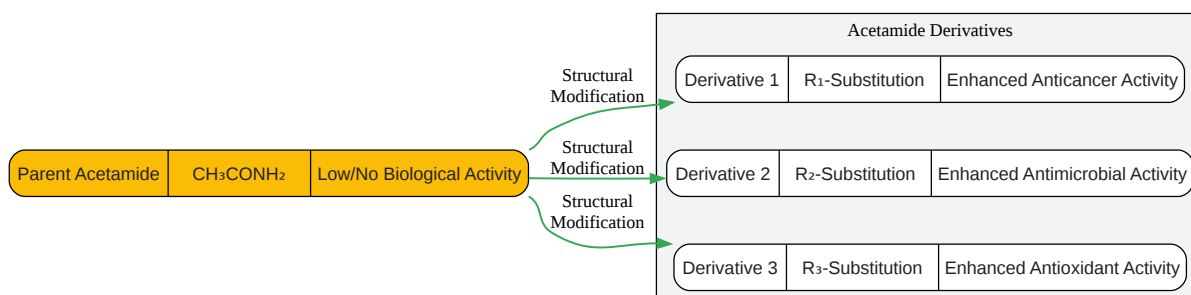 Acetamide Derivatives
Structural
Modification
Derivative 1 R₁-Substitution Enhanced Anticancer Activity
Parent Acetamide CH₃CONH₂ Low/No Biological Activity
Structural
Modification
Derivative 2 R₂-Substitution Enhanced Antimicrobial Activity
Structural
Modification
Derivative 3 R₃-Substitution Enhanced Antioxidant Activity